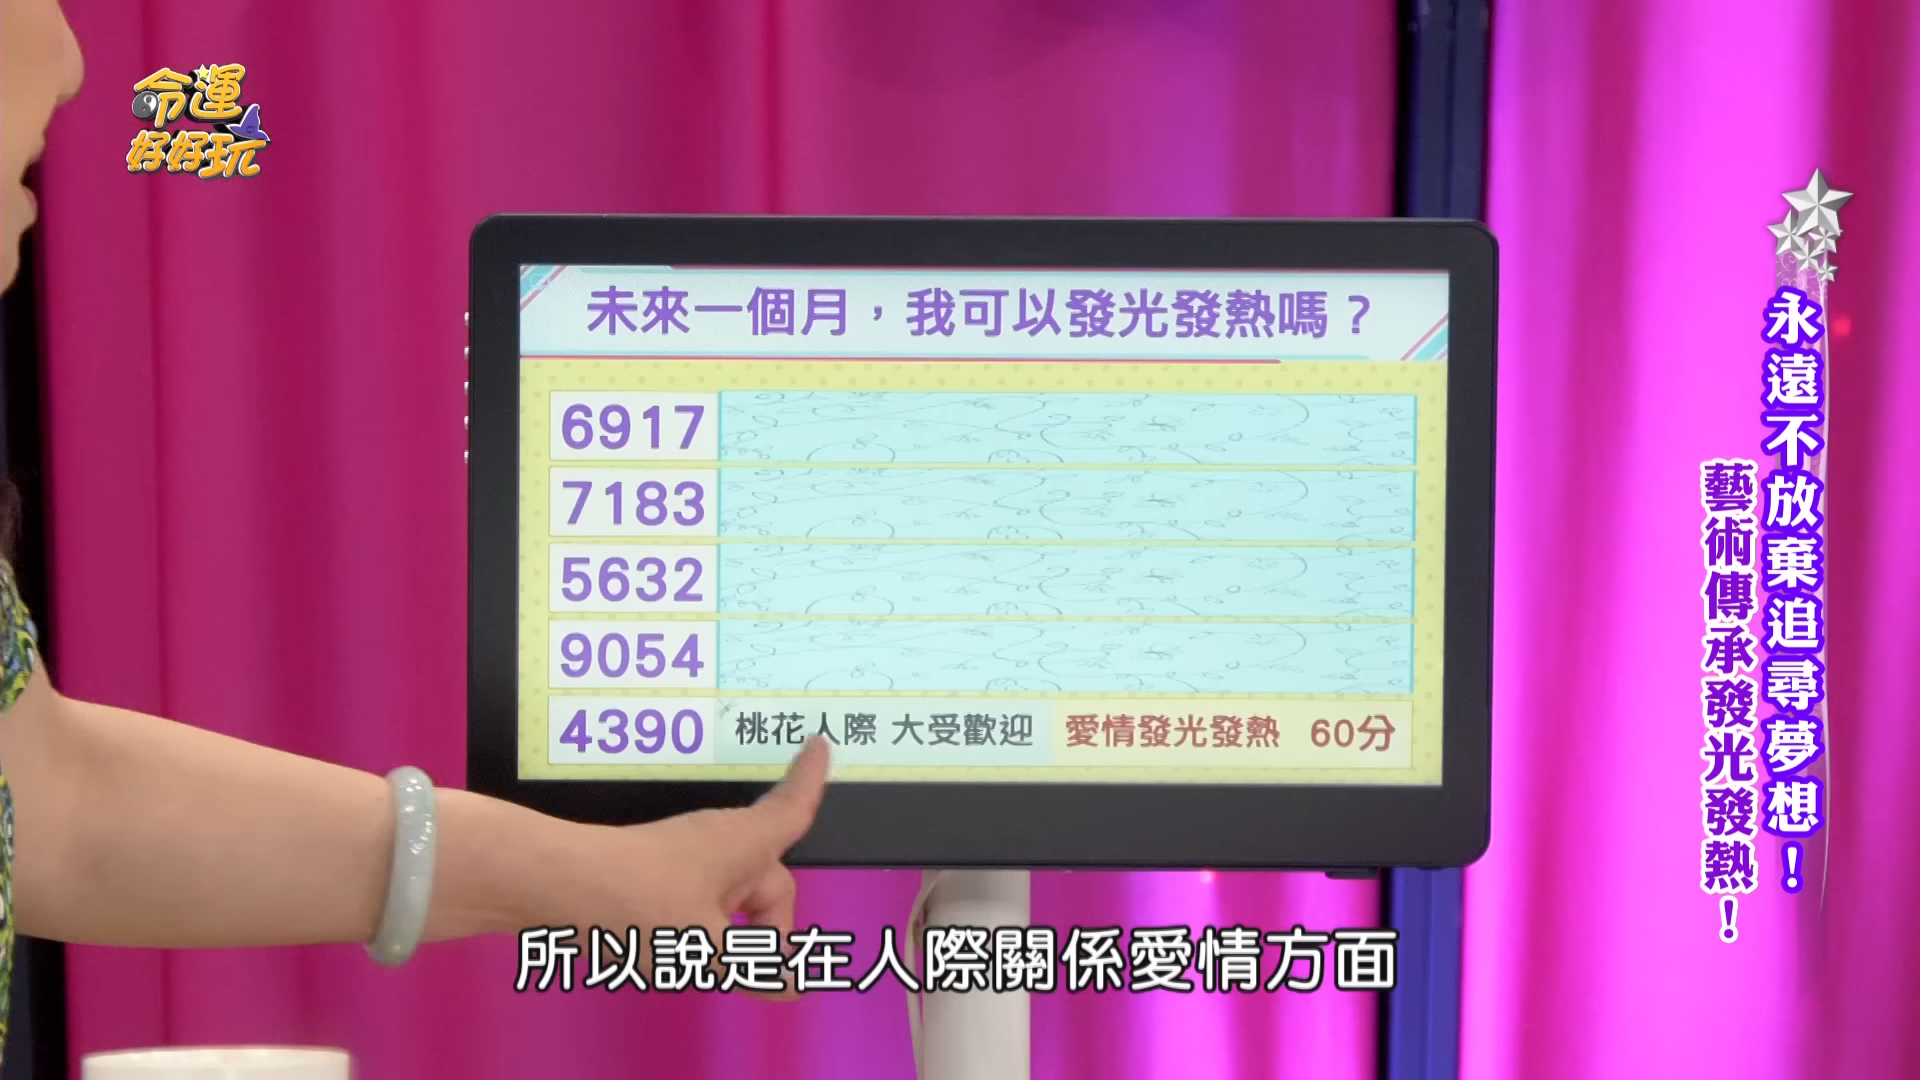 命運
好好玩
未來一個月，我可以發光發熱嗎？
6917
7183
5632
9054
4390 桃花人際 大受歡迎 愛情發光發熱 60分
永遠不放棄追尋夢想！
藝術傳承發光發熱！
所以說是在人際關係愛情方面